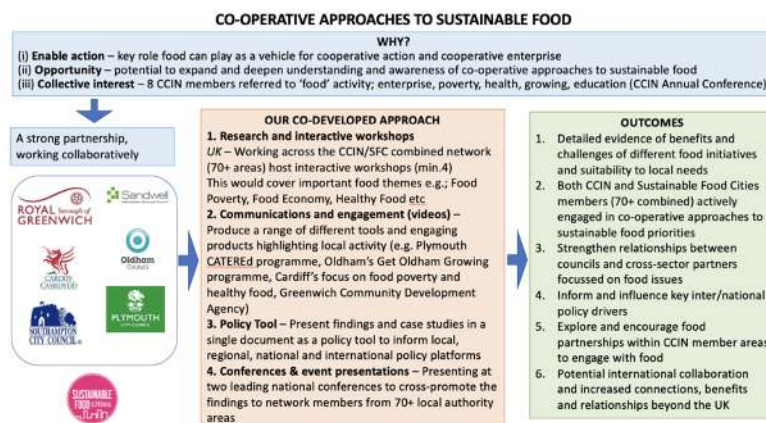 CO-OPERATIVE APPROACHES TO SUSTAINABLE FOOD
WHY?
(i) Enable action – key role food can play as a vehicle for cooperative action and cooperative enterprise
(ii) Opportunity – potential to expand and deepen understanding and awareness of co-operative approaches to sustainable food
(iii) Collective interest – 8 CCIN members referred to 'food' activity; enterprise, poverty, health, growing, education (CCIN Annual Conference)
A strong partnership,
working collaboratively
ROYAL borough of
GREENWICH
Sandwell
CARDIFF
CAERDYDD
Oldham
Council
SOUTHAMPTON
CITY COUNCIL
PLYMOUTH
CITY COUNCIL
SUSTAINABLE
FOOD cities
OUR CO-DEVELOPED APPROACH
1. Research and interactive workshops
UK – Working across the CCIN/SFC combined network
(70+ areas) host interactive workshops (min.4)
This would cover important food themes e.g.; Food
Poverty, Food Economy, Healthy Food etc
2. Communications and engagement (videos) –
Produce a range of different tools and engaging
products highlighting local activity (e.g. Plymouth
CATERed programme, Oldham's Get Oldham Growing
programme, Cardiff's focus on food poverty and
healthy food, Greenwich Community Development
Agency)
3. Policy Tool – Present findings and case studies in a
single document as a policy tool to inform local,
regional, national and international policy platforms
4. Conferences & event presentations – Presenting at
two leading national conferences to cross-promote the
findings to network members from 70+ local authority
areas
OUTCOMES
1. Detailed evidence of benefits and
challenges of different food initiatives
and suitability to local needs
2. Both CCIN and Sustainable Food Cities
members (70+ combined) actively
engaged in co-operative approaches to
sustainable food priorities
3. Strengthen relationships between
councils and cross-sector partners
focussed on food issues
4. Inform and influence key inter/national
policy drivers
5. Explore and encourage food
partnerships within CCIN member areas
to engage with food
6. Potential international collaboration
and increased connections, benefits
and relationships beyond the UK